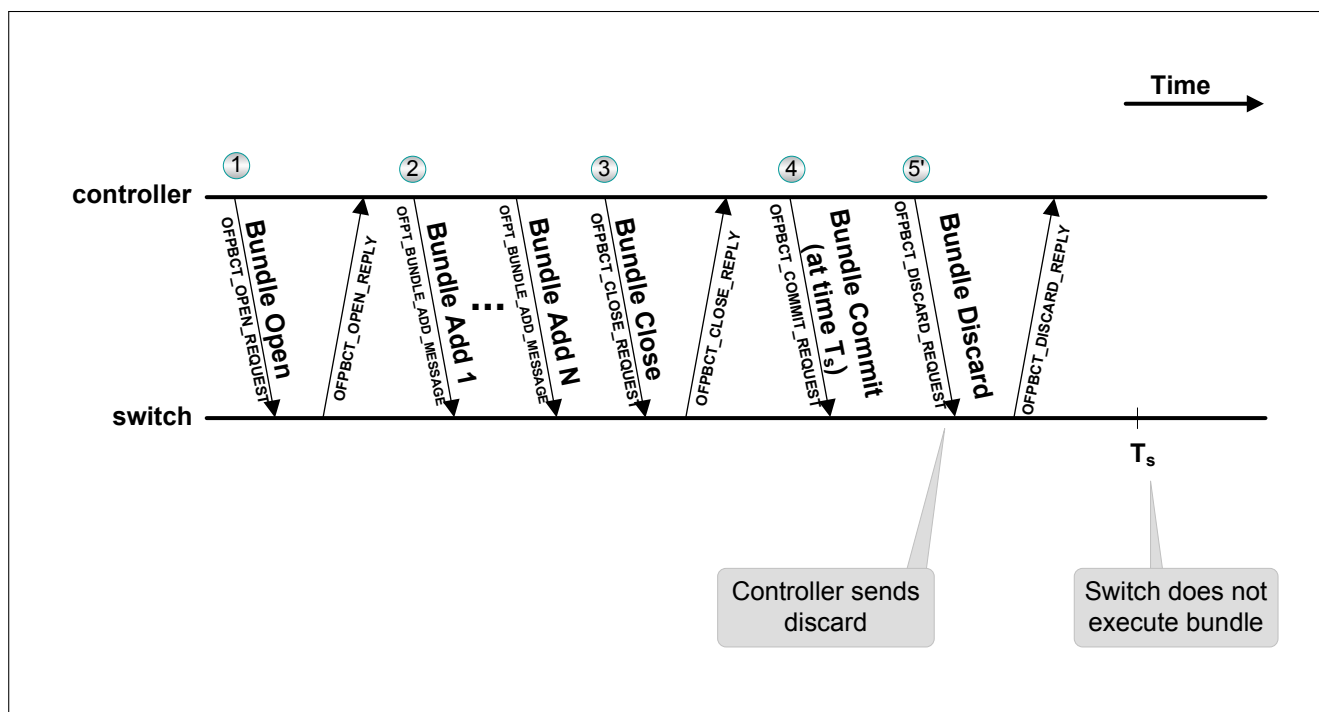 Time
1
2
3
4
5'
controller
Bundle Open
OFPBCT_OPEN_REQUEST
OFPBCT_OPEN_REPLY
Bundle Add 1
OFPT_BUNDLE_ADD_MESSAGE
...
Bundle Add N
OFPT_BUNDLE_ADD_MESSAGE
Bundle Close
OFPBCT_CLOSE_REQUEST
OFPBCT_CLOSE_REPLY
Bundle Commit
(at time Ts)
OFPBCT_COMMIT_REQUEST
Bundle Discard
OFPBCT_DISCARD_REQUEST
OFPBCT_DISCARD_REPLY
switch
Ts
Controller sends
discard
Switch does not
execute bundle